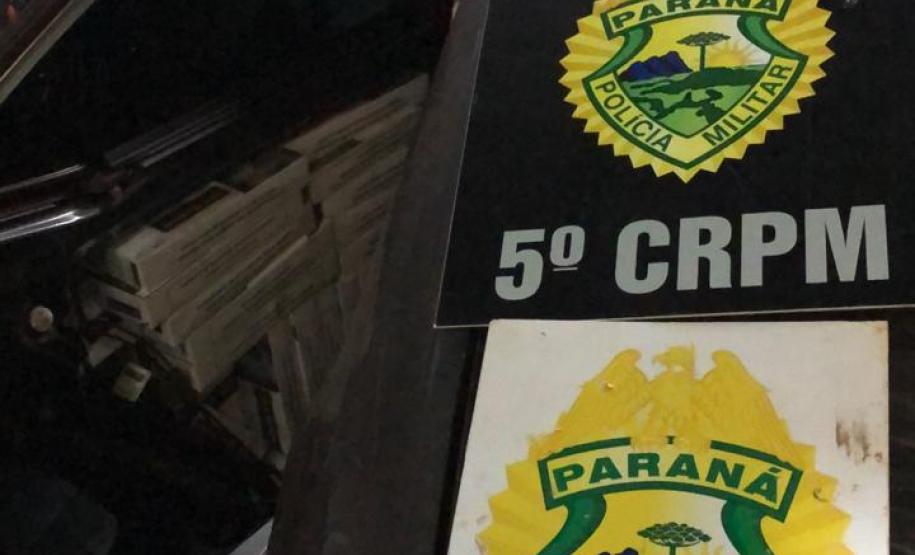 PARANÁ
POLÍCIA MILITAR
5º CRPM
PARANÁ